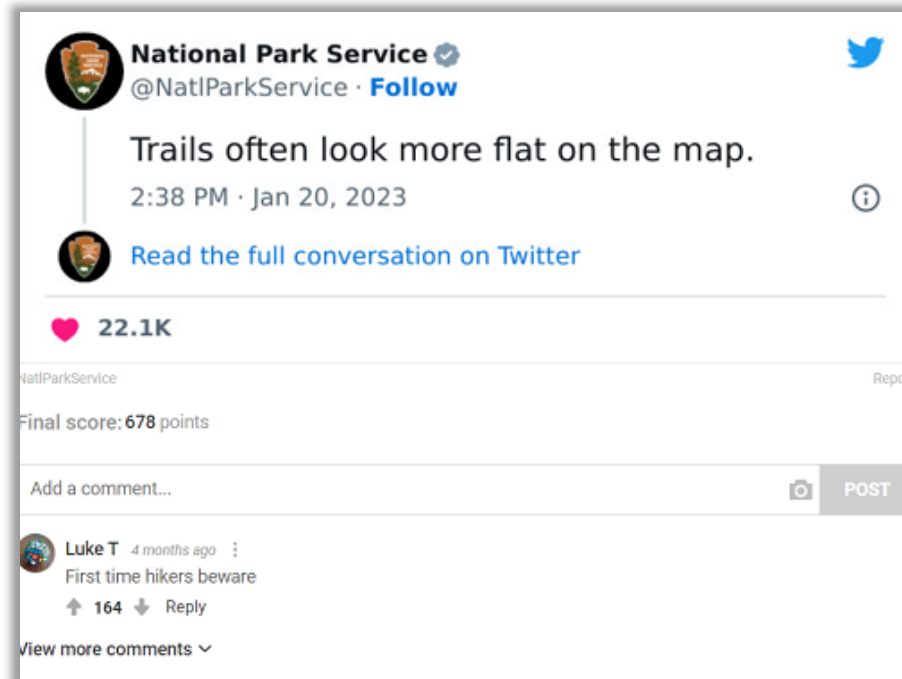 National Park Service
@NatlParkService · Follow
Trails often look more flat on the map.
2:38 PM · Jan 20, 2023
Read the full conversation on Twitter
22.1K
NatlParkService Repo
Final score: 678 points
Add a comment... POST
Luke T 4 months ago
First time hikers beware
164 Reply
View more comments